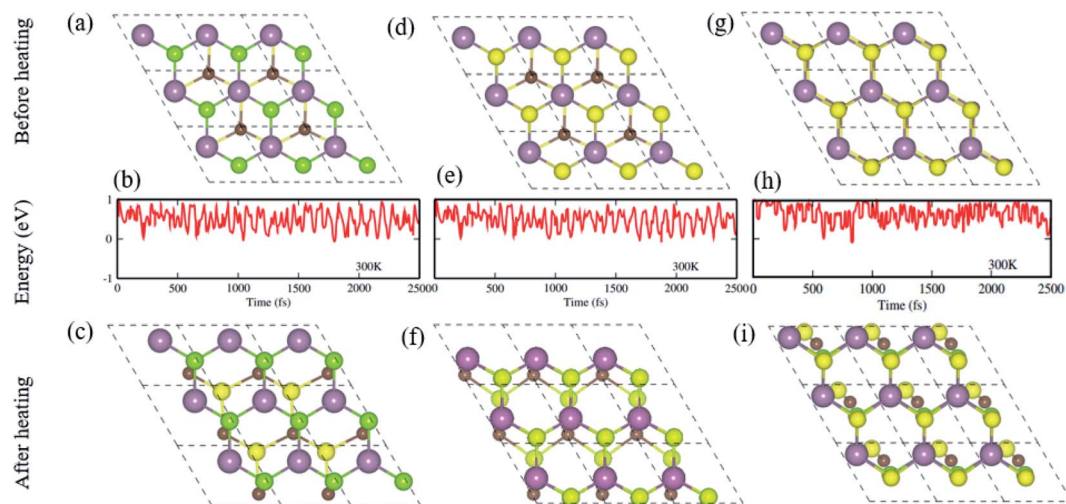 Before heating
(a)
(d)
(g)
Energy (eV)
(b)
1
0
-1
300K
0
500
1000
1500
2000
2500
Time (fs)
(e)
300K
0
500
1000
1500
2000
2500
Time (fs)
(h)
300K
500
1000
1500
2000
2500
Time (fs)
After heating
(c)
(f)
(i)